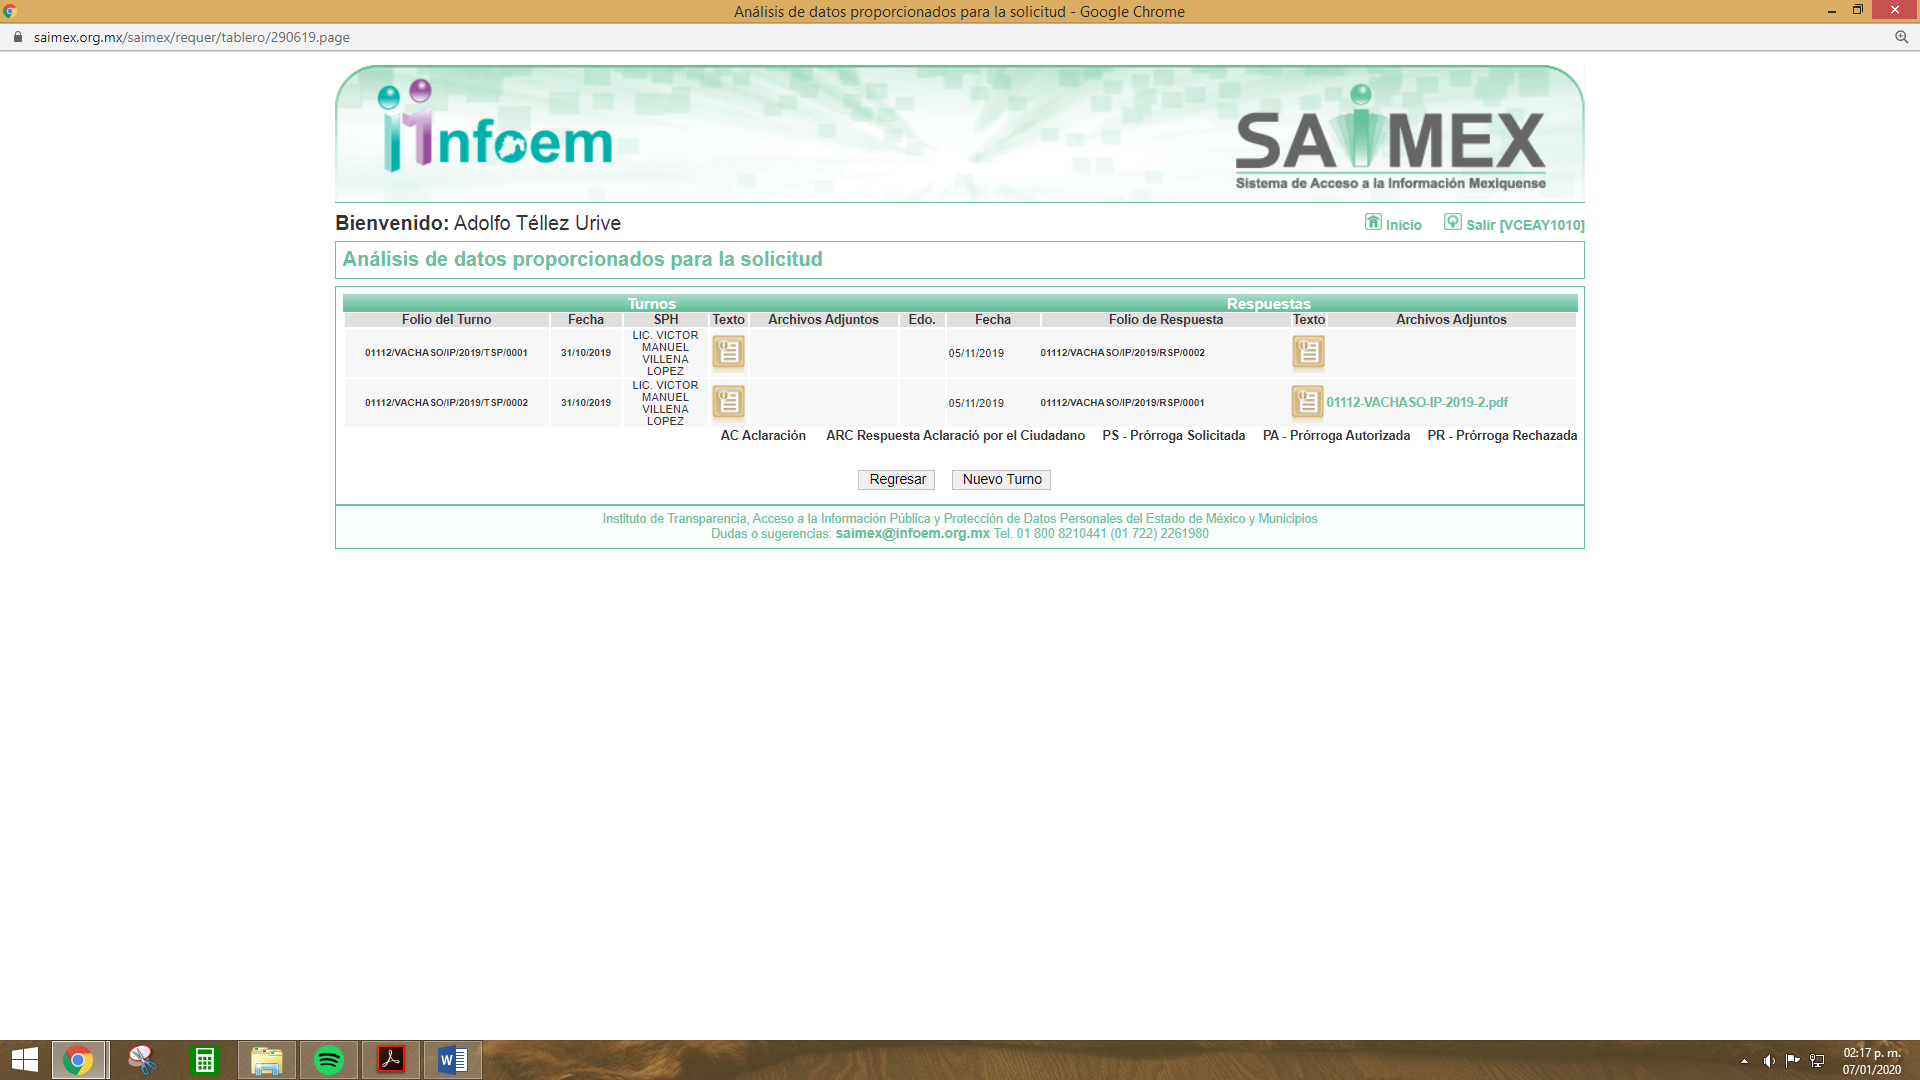 Análisis de datos proporcionados para la solicitud - Google Chrome
saimex.org.mx/saimex/requer/tablero/290619.page
infoem
SAIMEX
Sistema de Acceso a la Información Mexiquense
Bienvenido: Adolfo Téllez Urive
Inicio Salir [VCEAY1010]
Análisis de datos proporcionados para la solicitud
Turnos Respuestas
Folio del Turno Fecha SPH Texto Archivos Adjuntos Edo. Fecha Folio de Respuesta Texto Archivos Adjuntos
01112/VACHASO/IP/2019/TSP/0001 31/10/2019 LIC. VICTOR MANUEL VILLENA LOPEZ 05/11/2019 01112/VACHASO/IP/2019/RSP/0002
01112/VACHASO/IP/2019/TSP/0002 31/10/2019 LIC. VICTOR MANUEL VILLENA LOPEZ 05/11/2019 01112/VACHASO/IP/2019/RSP/0001 01112-VACHASO-IP-2019-2.pdf
AC Aclaración ARC Respuesta Aclaració por el Ciudadano PS - Prórroga Solicitada PA - Prórroga Autorizada PR - Prórroga Rechazada
Regresar Nuevo Turno
Instituto de Transparencia, Acceso a la Información Pública y Protección de Datos Personales del Estado de México y Municipios
Dudas o sugerencias: saimex@infoem.org.mx Tel. 01 800 8210441 (01 722) 2261980
02:17 p. m.
07/01/2020